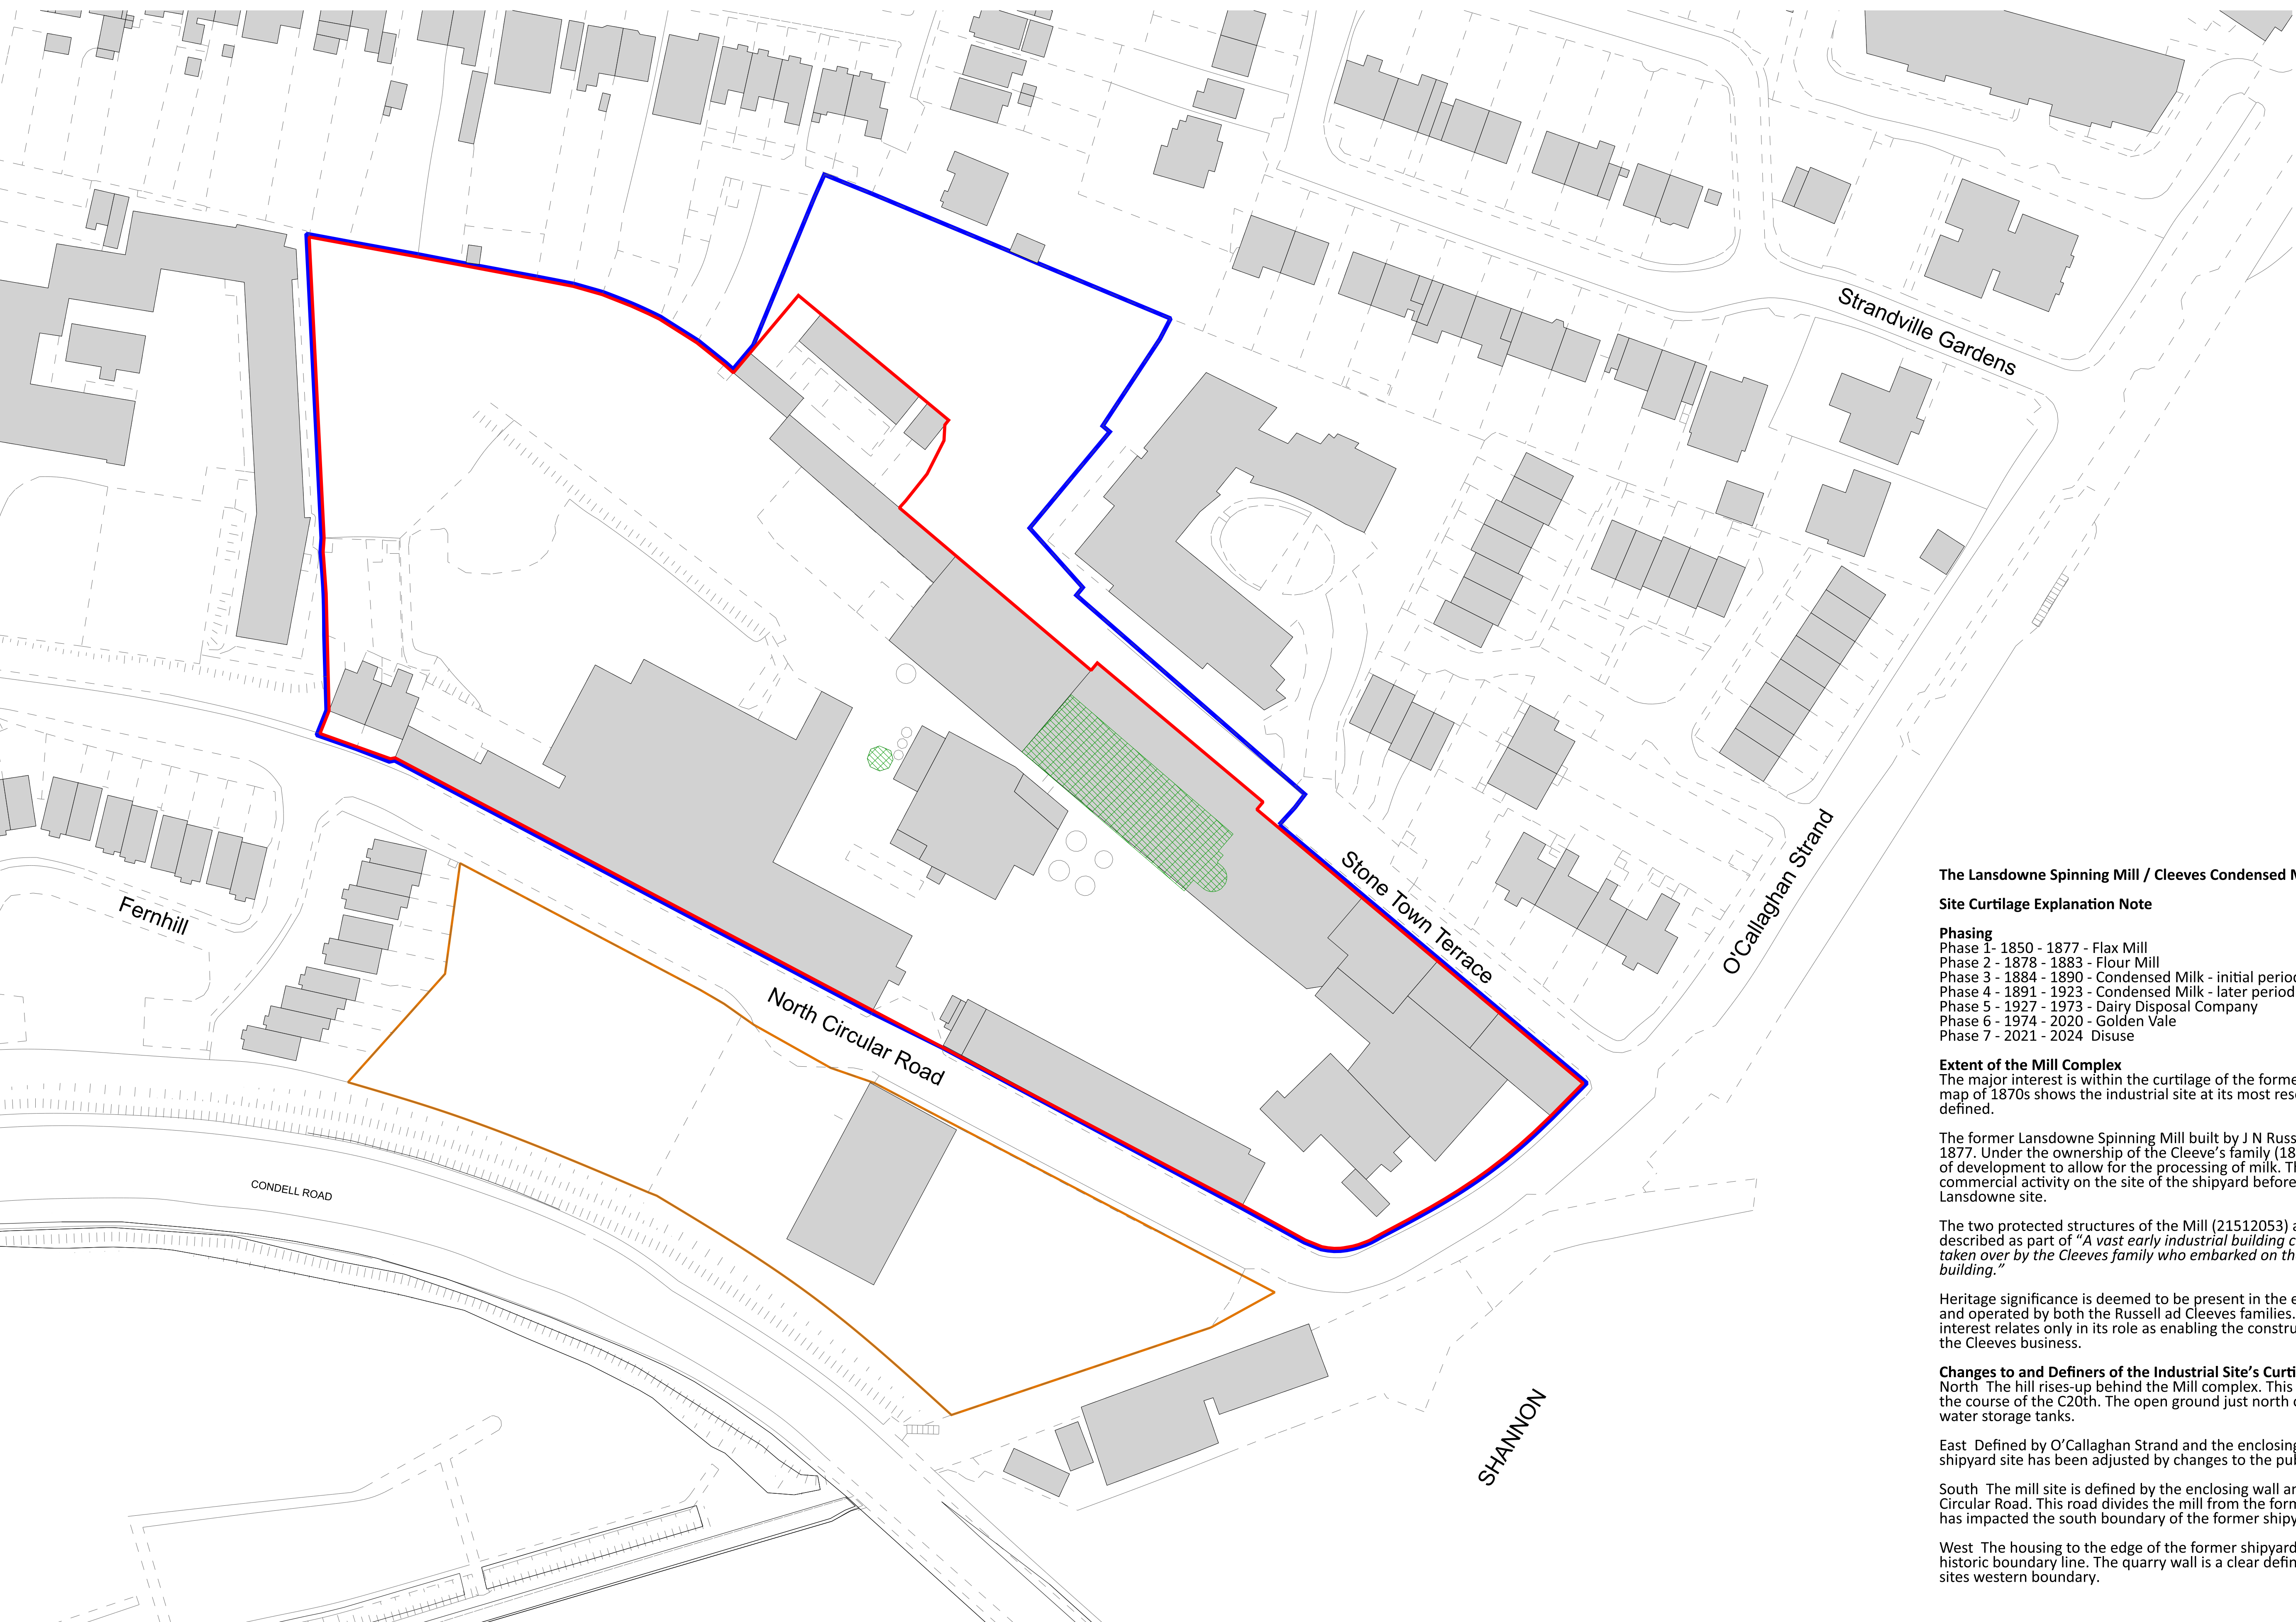 Strandville Gardens
Stone Town Terrace
O'Callaghan Strand
Fernhill
North Circular Road
CONDELL ROAD
SHANNON
The Lansdowne Spinning Mill / Cleeves Condensed
Site Curtilage Explanation Note
Phasing
Phase 1- 1850 - 1877 - Flax Mill
Phase 2 - 1878 - 1883 - Flour Mill
Phase 3 - 1884 - 1890 - Condensed Milk - initial
Phase 4 - 1891 - 1923 - Condensed Milk - later period
Phase 5 - 1927 - 1973 - Dairy Disposal Company
Phase 6 - 1974 - 2020 - Golden Vale
Phase 7 - 2021 - 2024 Disuse
Extent of the Mill Complex
The major interest is within the curtilage of the
map of 1870s shows the industrial site at its most
defined.
The former Lansdowne Spinning Mill built by J N
1877. Under the ownership of the Cleeve's family
of development to allow for the processing of milk.
commercial activity on the site of the shipyard before
Lansdowne site.
The two protected structures of the Mill (21512053)
described as part of “A vast early industrial building
taken over by the Cleeves family who embarked on
building.”
Heritage significance is deemed to be present in the
and operated by both the Russell ad Cleeves families.
interest relates only in its role as enabling the
the Cleeves business.
Changes to and Definers of the Industrial Site’s
North The hill rises-up behind the Mill complex. This
the course of the C20th. The open ground just north
water storage tanks.
East Defined by O’Callaghan Strand and the enclosing
shipyard site has been adjusted by changes to the
South The mill site is defined by the enclosing wall
Circular Road. This road divides the mill from the
has impacted the south boundary of the former
West The housing to the edge of the former shipyard
historic boundary line. The quarry wall is a clear
sites western boundary.